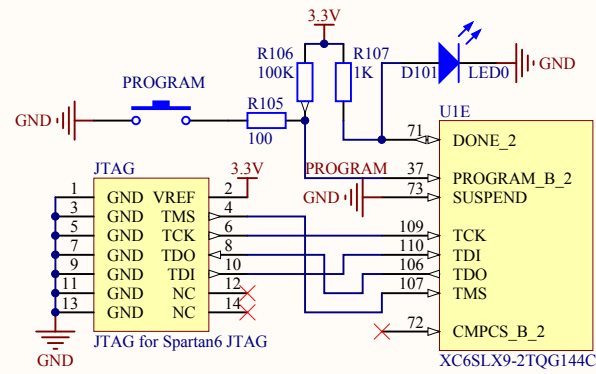 3.3V
R106
100K
R107
1K
D101
LED0
GND
PROGRAM
GND
R105
100
U1E
71
DONE_2
PROGRAM
37
PROGRAM_B_2
GND
73
SUSPEND
JTAG
3.3V
1
GND
VREF
2
3
GND
TMS
4
5
GND
TCK
6
109
TCK
7
GND
TDO
8
110
TDI
9
GND
TDI
10
106
TDO
11
GND
NC
12
107
TMS
13
GND
NC
14
72
CMPCS_B_2
GND
JTAG for Spartan6 JTAG
XC6SLX9-2TQG144C